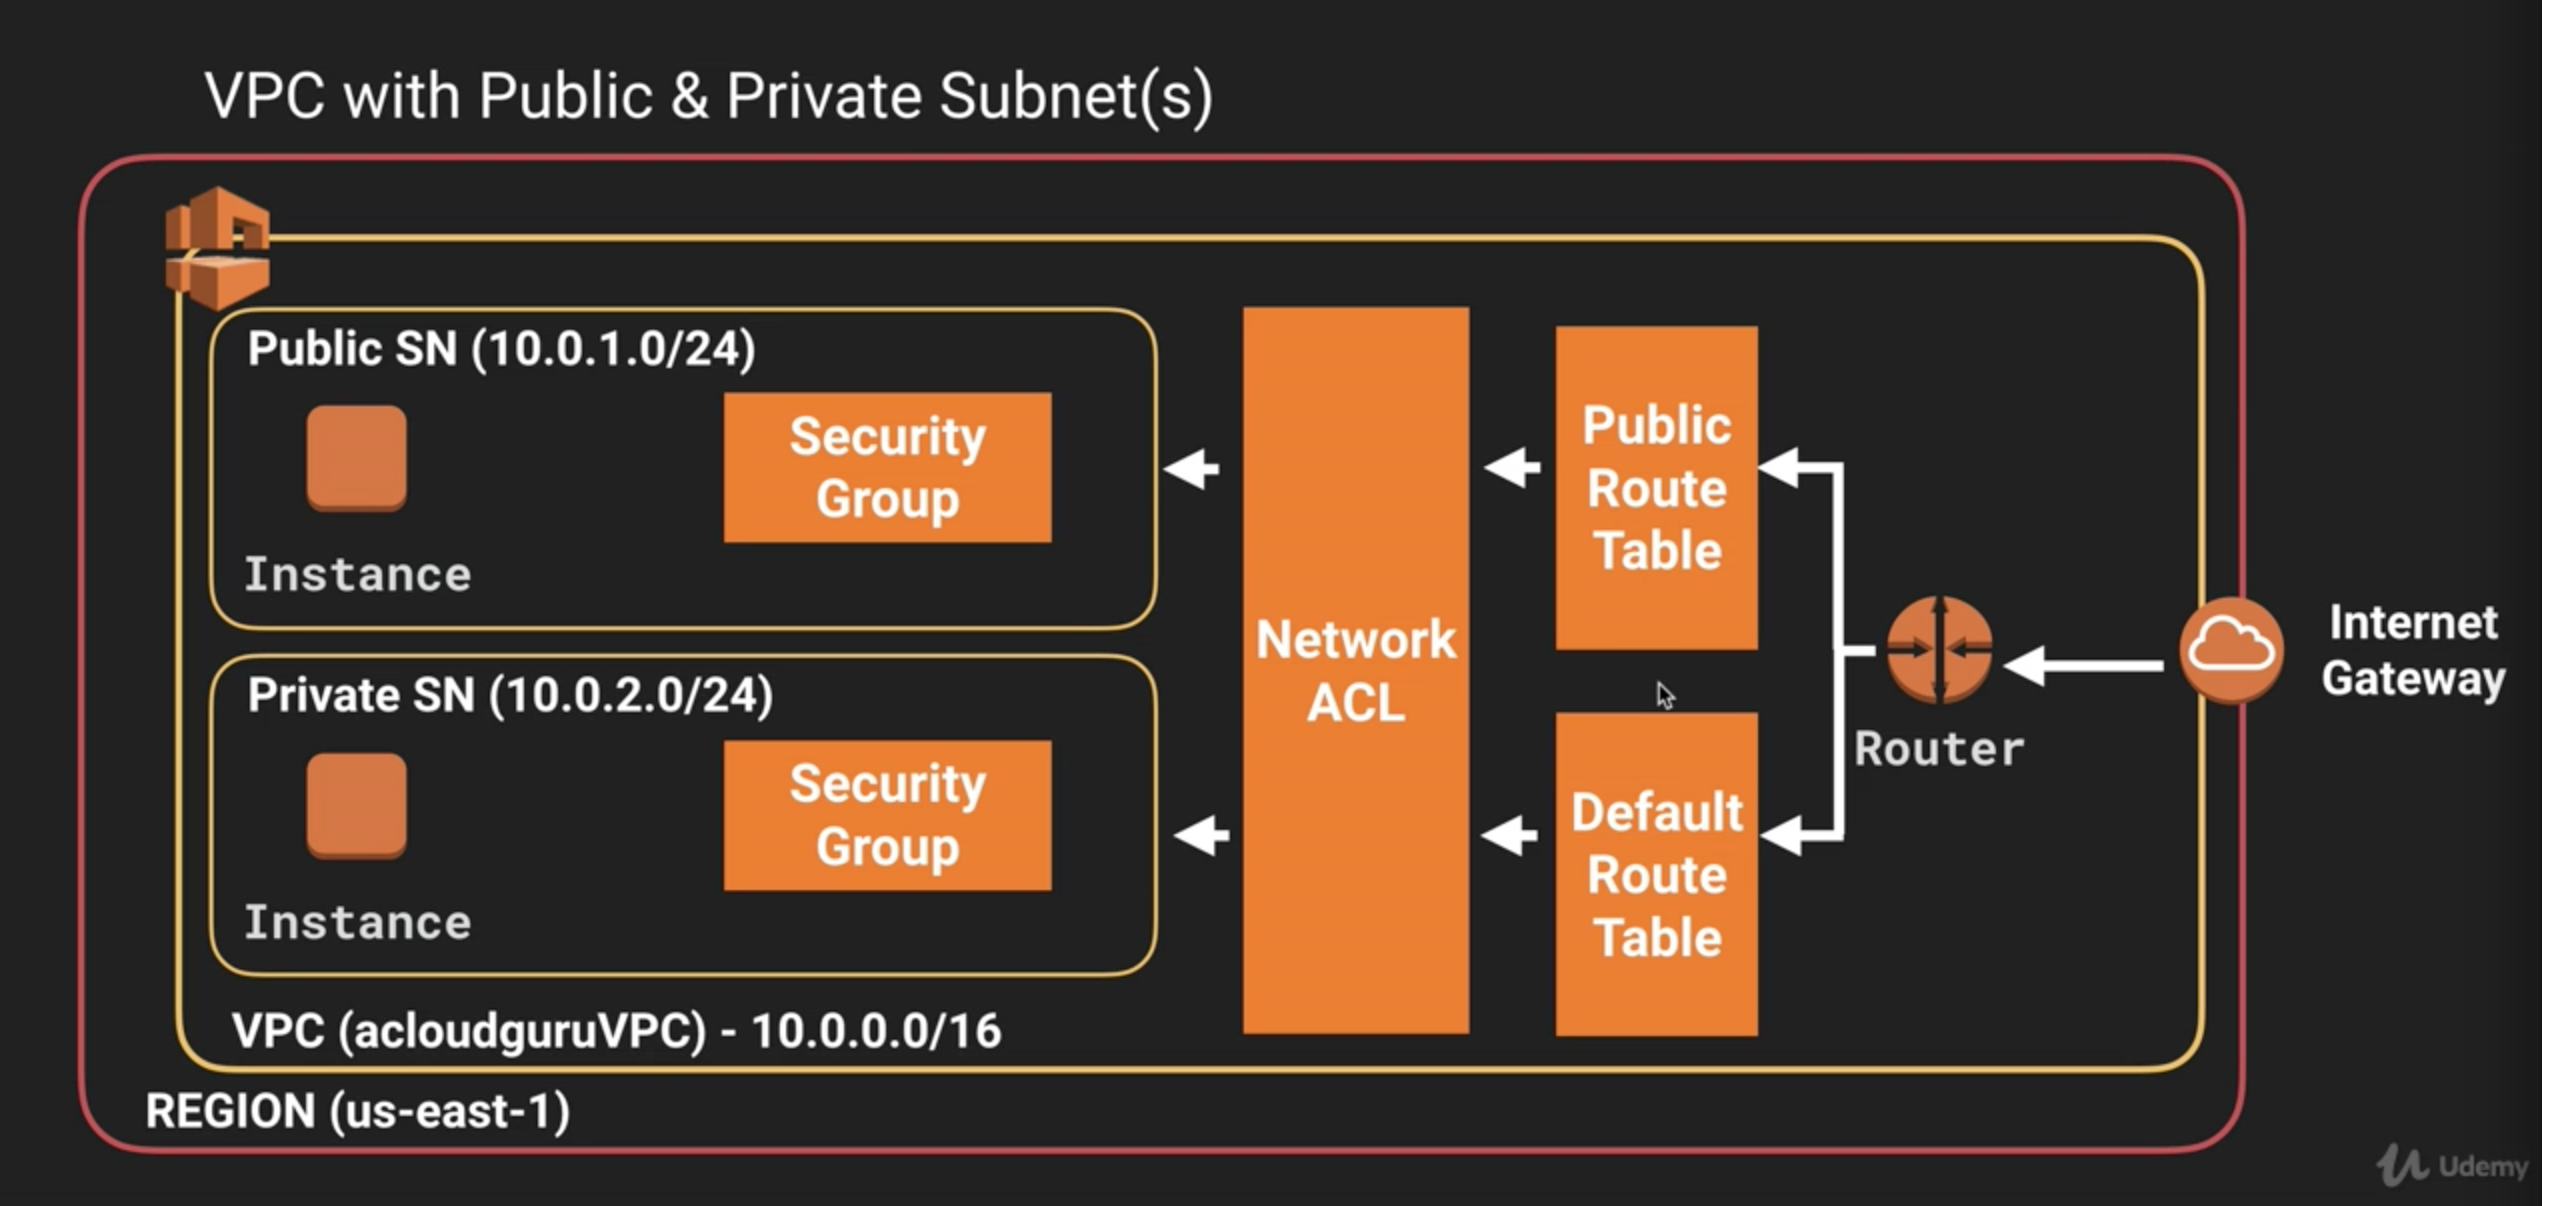 VPC with Public & Private Subnet(s)
Public SN (10.0.1.0/24)
Security
Group
Instance
Private SN (10.0.2.0/24)
Security
Group
Instance
VPC (acloudguruVPC) - 10.0.0.0/16
REGION (us-east-1)
Network
ACL
Public
Route
Table
Default
Route
Table
Router
Internet
Gateway
Udemy